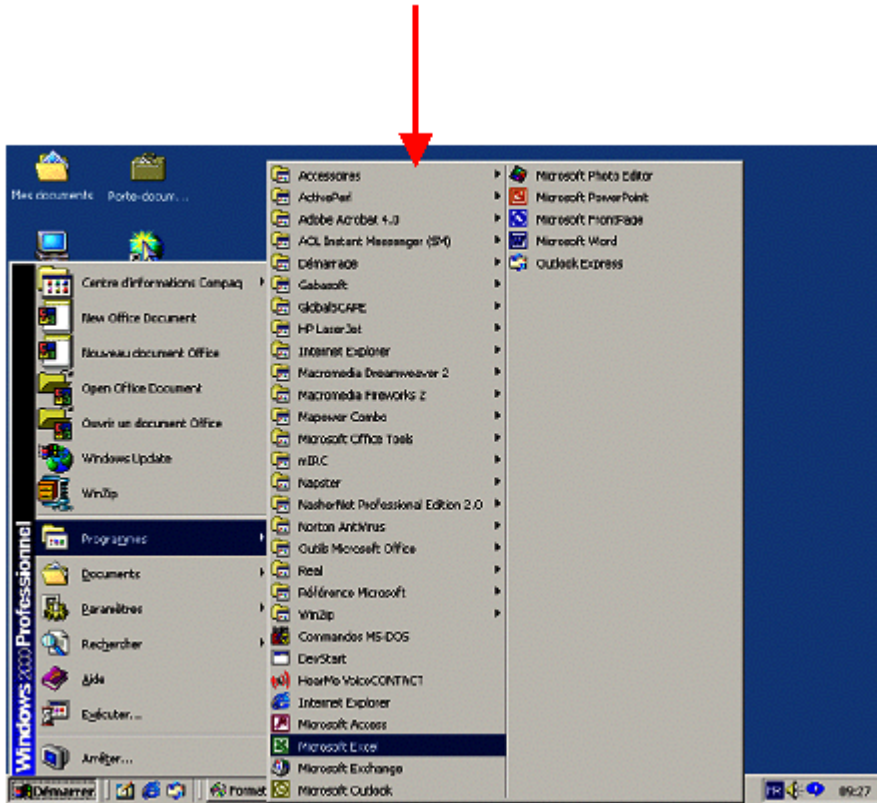 Mes documents
Porte-docum...
Centre d'informations Compaq
New Office Document
Nouveau document Office
Open Office Document
Ouvrir un document Office
Windows Update
WinZip
Programmes
Documents
Paramètres
Rechercher
Aide
Exécuter...
Arrêter...
Windows 2000 Professionnel
Accessoires
ActivePerl
Adobe Acrobat 4.0
AOL Instant Messenger (SM)
Démarrage
Gabasoft
GlobalSCAPE
HP LaserJet
Internet Explorer
Macromedia Dreamweaver 2
Macromedia Fireworks 2
Mapower Combo
Microsoft Office Tools
mIRC
Napster
NasherNet Professional Edition 2.0
Norton AntiVirus
Outils Microsoft Office
Real
Référence Microsoft
WinZip
Commandes MS-DOS
DevStart
HearMe VoiceCONTACT
Internet Explorer
Microsoft Access
Microsoft Excel
Microsoft Exchange
Microsoft Outlook
Microsoft Photo Editor
Microsoft PowerPoint
Microsoft FrontPage
Microsoft Word
Outlook Express
Démarrer
Format
09:27